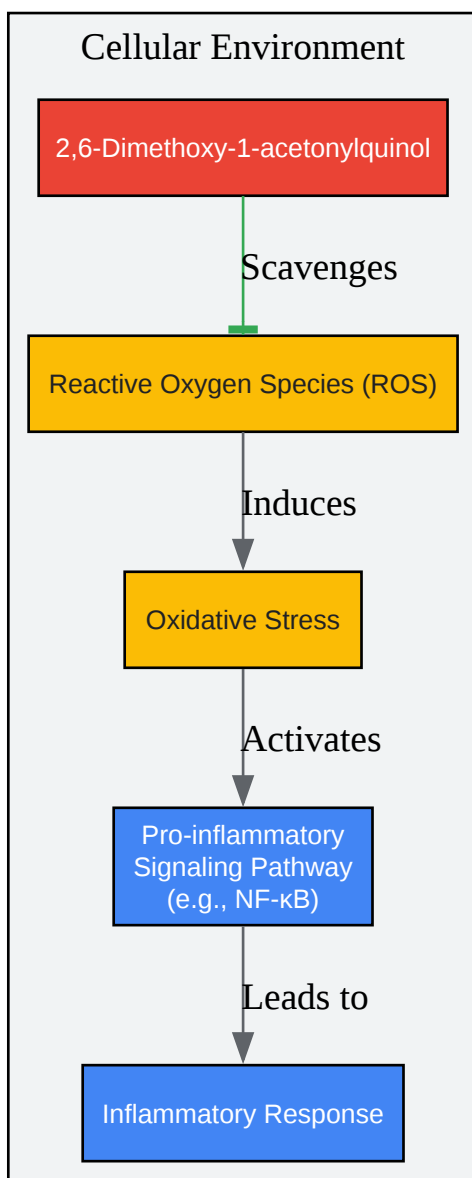 Cellular Environment
2,6-Dimethoxy-1-acetonylquinol
Scavenges
Reactive Oxygen Species (ROS)
Induces
Oxidative Stress
Activates
Pro-inflammatory
Signaling Pathway
(e.g., NF-κB)
Leads to
Inflammatory Response